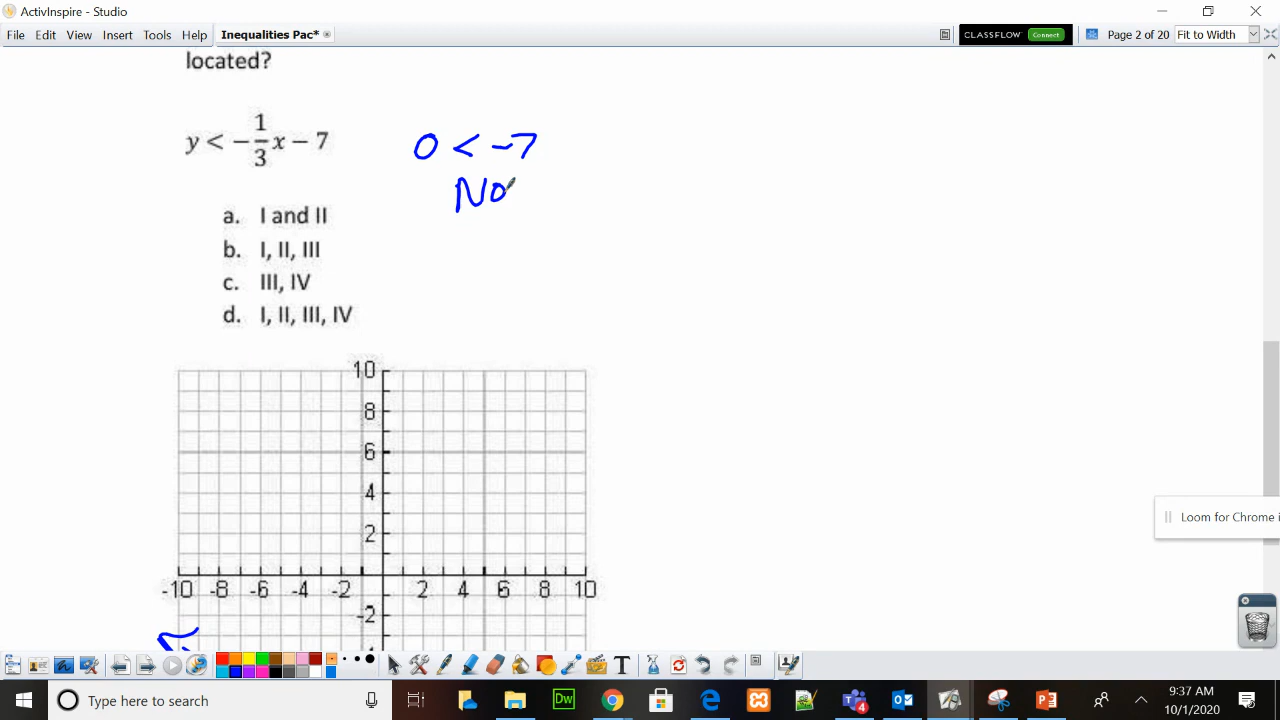 ActivInspire - Studio
File Edit View Insert Tools Help Inequalities Pac* CLASSFLOW Connect Page 2 of 20 Fit to Width
located?
y < -1/3 x - 7
0 < -7
No
a. I and II
b. I, II, III
c. III, IV
d. I, II, III, IV
10
8
6
4
2
-10 -8 -6 -4 -2 2 4 6 8 10
-2
Loom for Chrome i
T
Type here to search
Dw
4
9:37 AM
10/1/2020